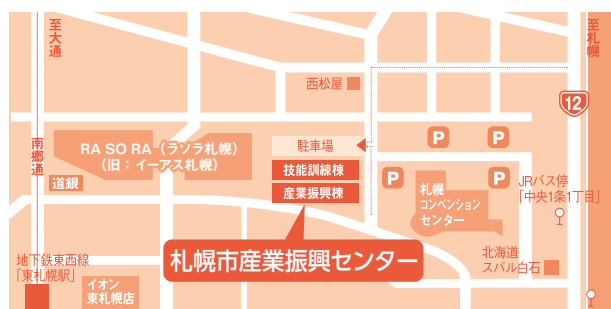 至大通
至札幌
西松屋
12
南郷通
RA SO RA（ラソラ札幌）
（旧：イーアス札幌）
駐車場
P
P
技能訓練棟
道銀
産業振興棟
P
札幌
コンベンション
センター
P
JRバス停
「中央1条1丁目」
札幌市産業振興センター
地下鉄東西線
「東札幌駅」
イオン
東札幌店
北海道
スバル白石